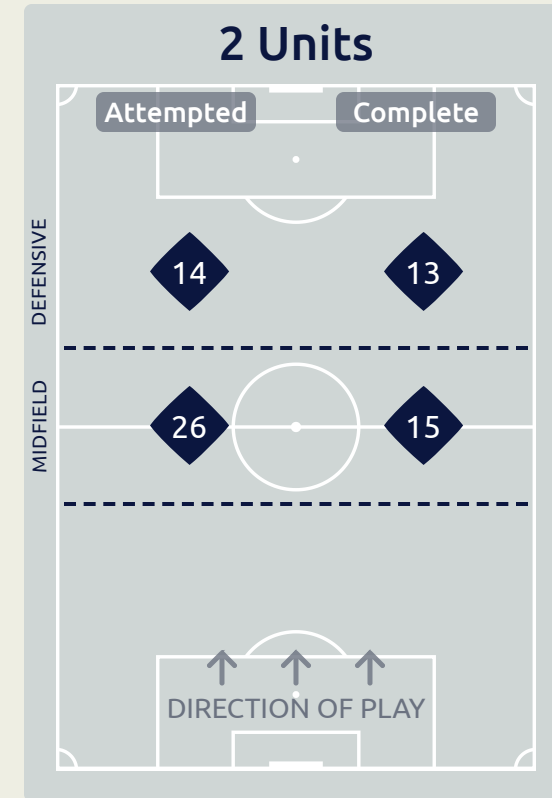 2 Units
Attempted Complete
DEFENSIVE
14 13
MIDFIELD
26 15
DIRECTION OF PLAY